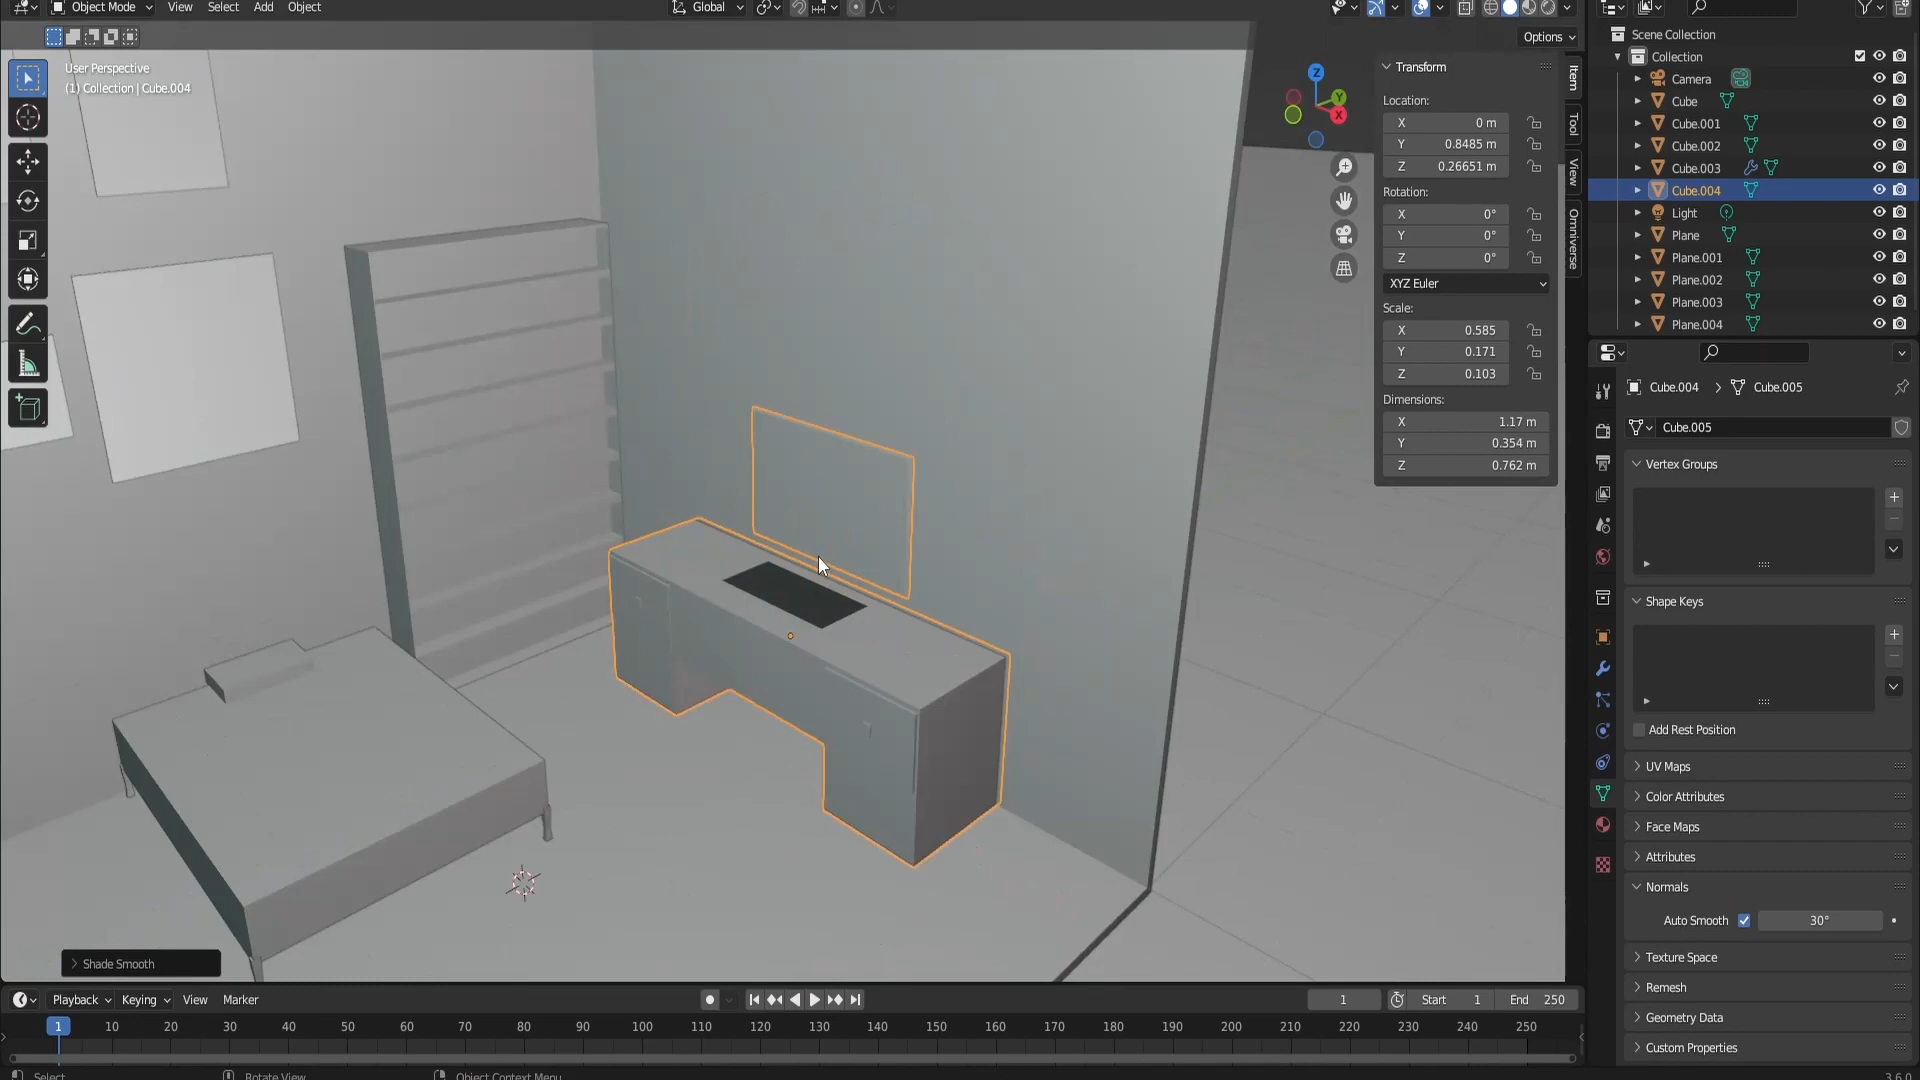 Object Mode
View
Select
Add
Object
Global
Options
User Perspective
(1) Collection | Cube.004
Z
Y
X
Transform
Location:
X 0 m
Y 0.8485 m
Z 0.26651 m
Rotation:
X 0°
Y 0°
Z 0°
XYZ Euler
Scale:
X 0.585
Y 0.171
Z 0.103
Dimensions:
X 1.17 m
Y 0.354 m
Z 0.762 m
Item
Tool
View
Omniverse
Scene Collection
Collection
Camera
Cube
Cube.001
Cube.002
Cube.003
Cube.004
Light
Plane
Plane.001
Plane.002
Plane.003
Plane.004
Cube.004 > Cube.005
Cube.005
Vertex Groups
Shape Keys
Add Rest Position
UV Maps
Color Attributes
Face Maps
Attributes
Normals
Auto Smooth 30°
Texture Space
Remesh
Geometry Data
Custom Properties
Shade Smooth
Playback
Keying
View
Marker
1
Start 1
End 250
1 10 20 30 40 50 60 70 80 90 100 110 120 130 140 150 160 170 180 190 200 210 220 230 240 250
Select
Rotate View
Object Context Menu
3.6.0